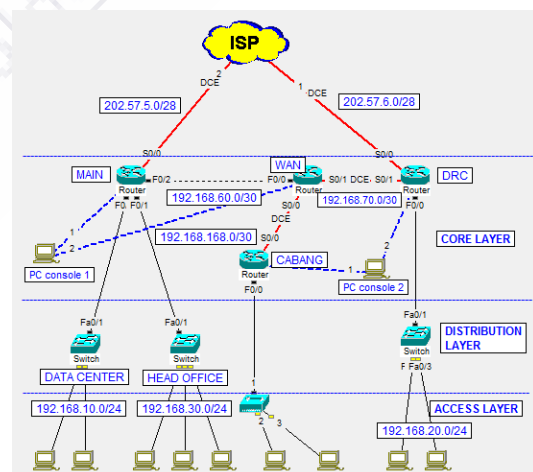 ISP
2
DCE
1
DCE
202.57.5.0/28
202.57.6.0/28
S0/0
S0/0
MAIN
WAN
DRC
F0/2
F0/0
S0/1 DCE S0/1
Router
Router
Router
F0/ F0/1
192.168.60.0/30
S0/0
192.168.70.0/30
F0/0
DCE
1
2
192.168.168.0/30
S0/0
2
CORE LAYER
CABANG
1
PC console 1
Router
PC console 2
F0/0
Fa0/1
Fa0/1
Fa0/1
DISTRIBUTION
LAYER
Switch
Switch
Switch
F Fa0/3
DATA CENTER
HEAD OFFICE
1
192.168.10.0/24
192.168.30.0/24
ACCESS LAYER
2
3
192.168.20.0/24